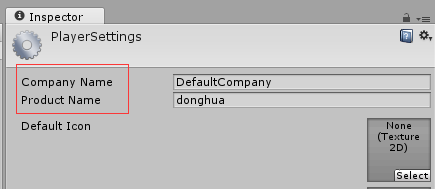 Inspector
PlayerSettings
Company Name DefaultCompany
Product Name donghua
Default Icon
None
(Texture
2D)
Select